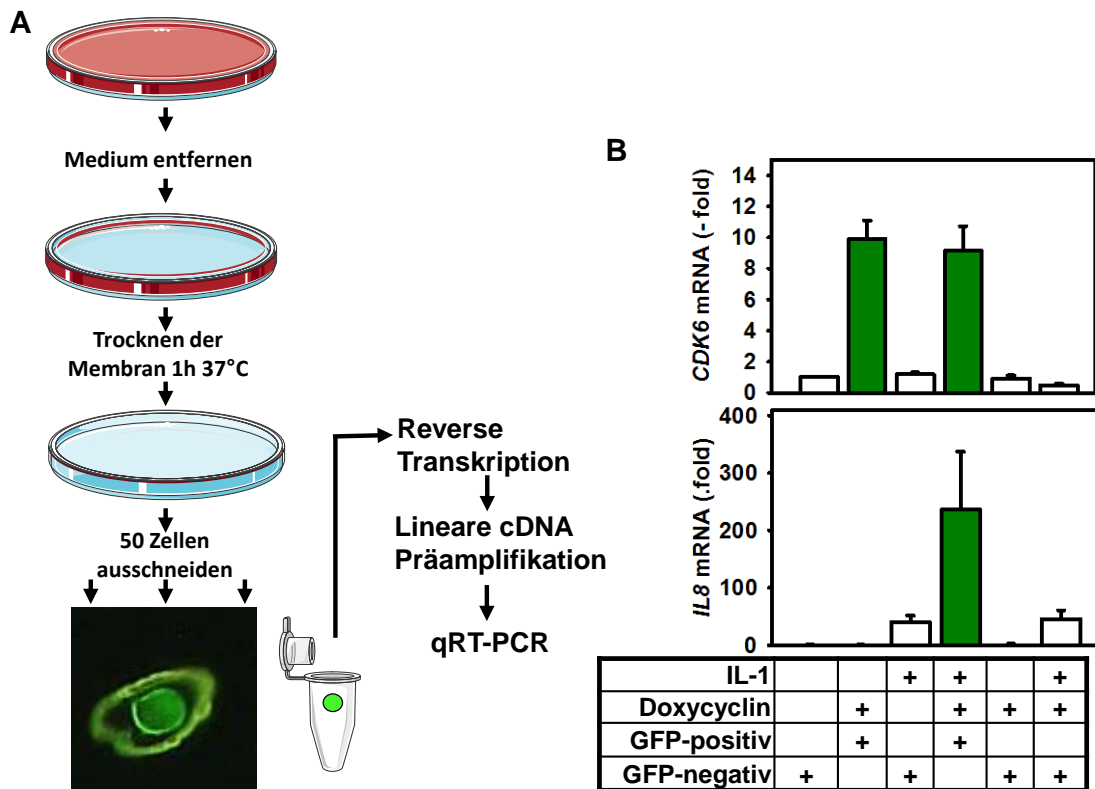 A
Medium entfernen
Trocknen der
Membran 1h 37°C
50 Zellen
ausschneiden
Reverse
Transkription
Lineare cDNA
Präamplifikation
qRT-PCR
B
CDK6 mRNA (- fold)
14
12
10
8
6
4
2
0
IL8 mRNA (.fold)
400
300
200
100
0
IL-1 + + +
Doxycyclin + + + +
GFP-positiv + +
GFP-negativ + + + +